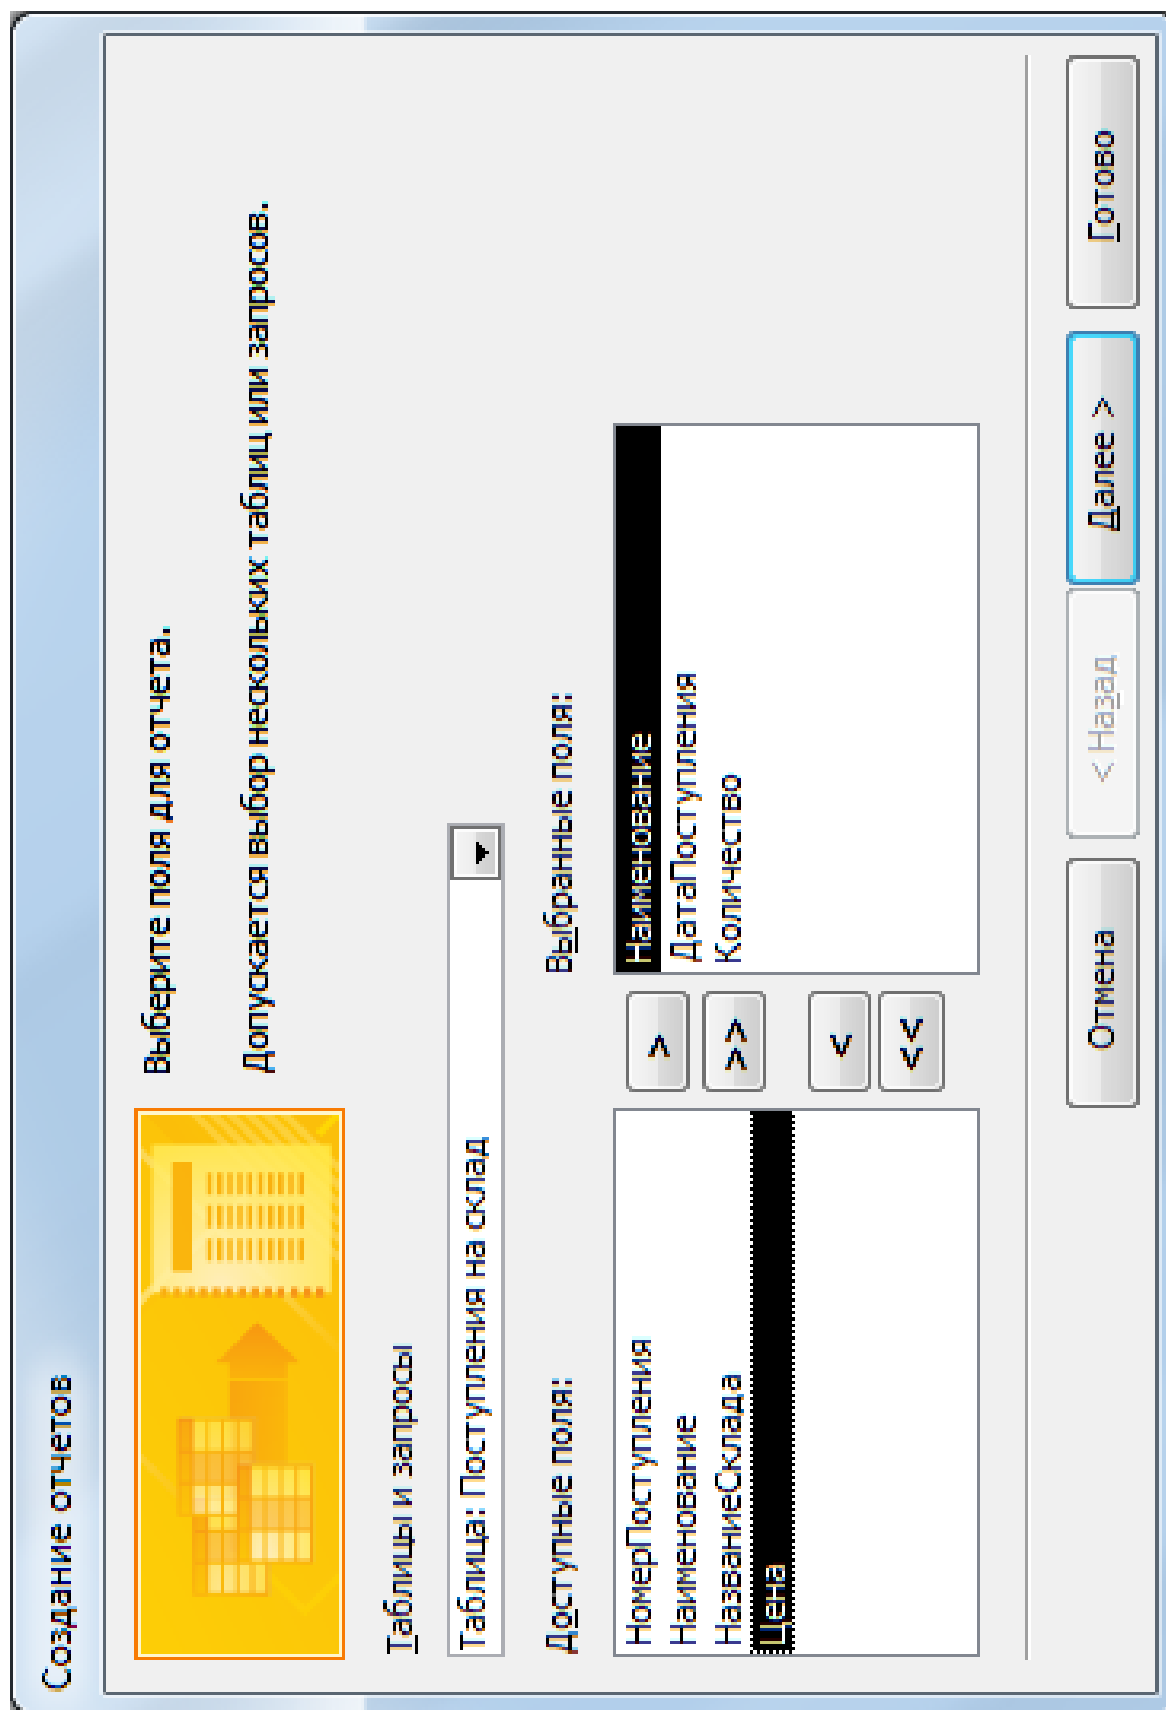 Создание отчетов
Выберите поля для отчета.
Допускается выбор нескольких таблиц или запросов.
Таблицы и запросы
Таблица: Поступления на склад
Доступные поля:
НомерПоступления
Наименование
НазваниеСклада
Цена
>
>>
<
<<
Выбранные поля:
Наименование
ДатаПоступления
Количество
Отмена
< Назад
Далее >
Готово